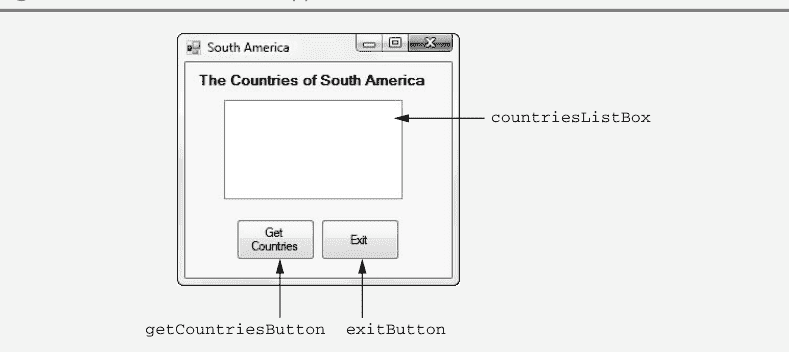 South America
The Countries of South America
countriesListBox
Get
Countries
Exit
getCountriesButton exitButton